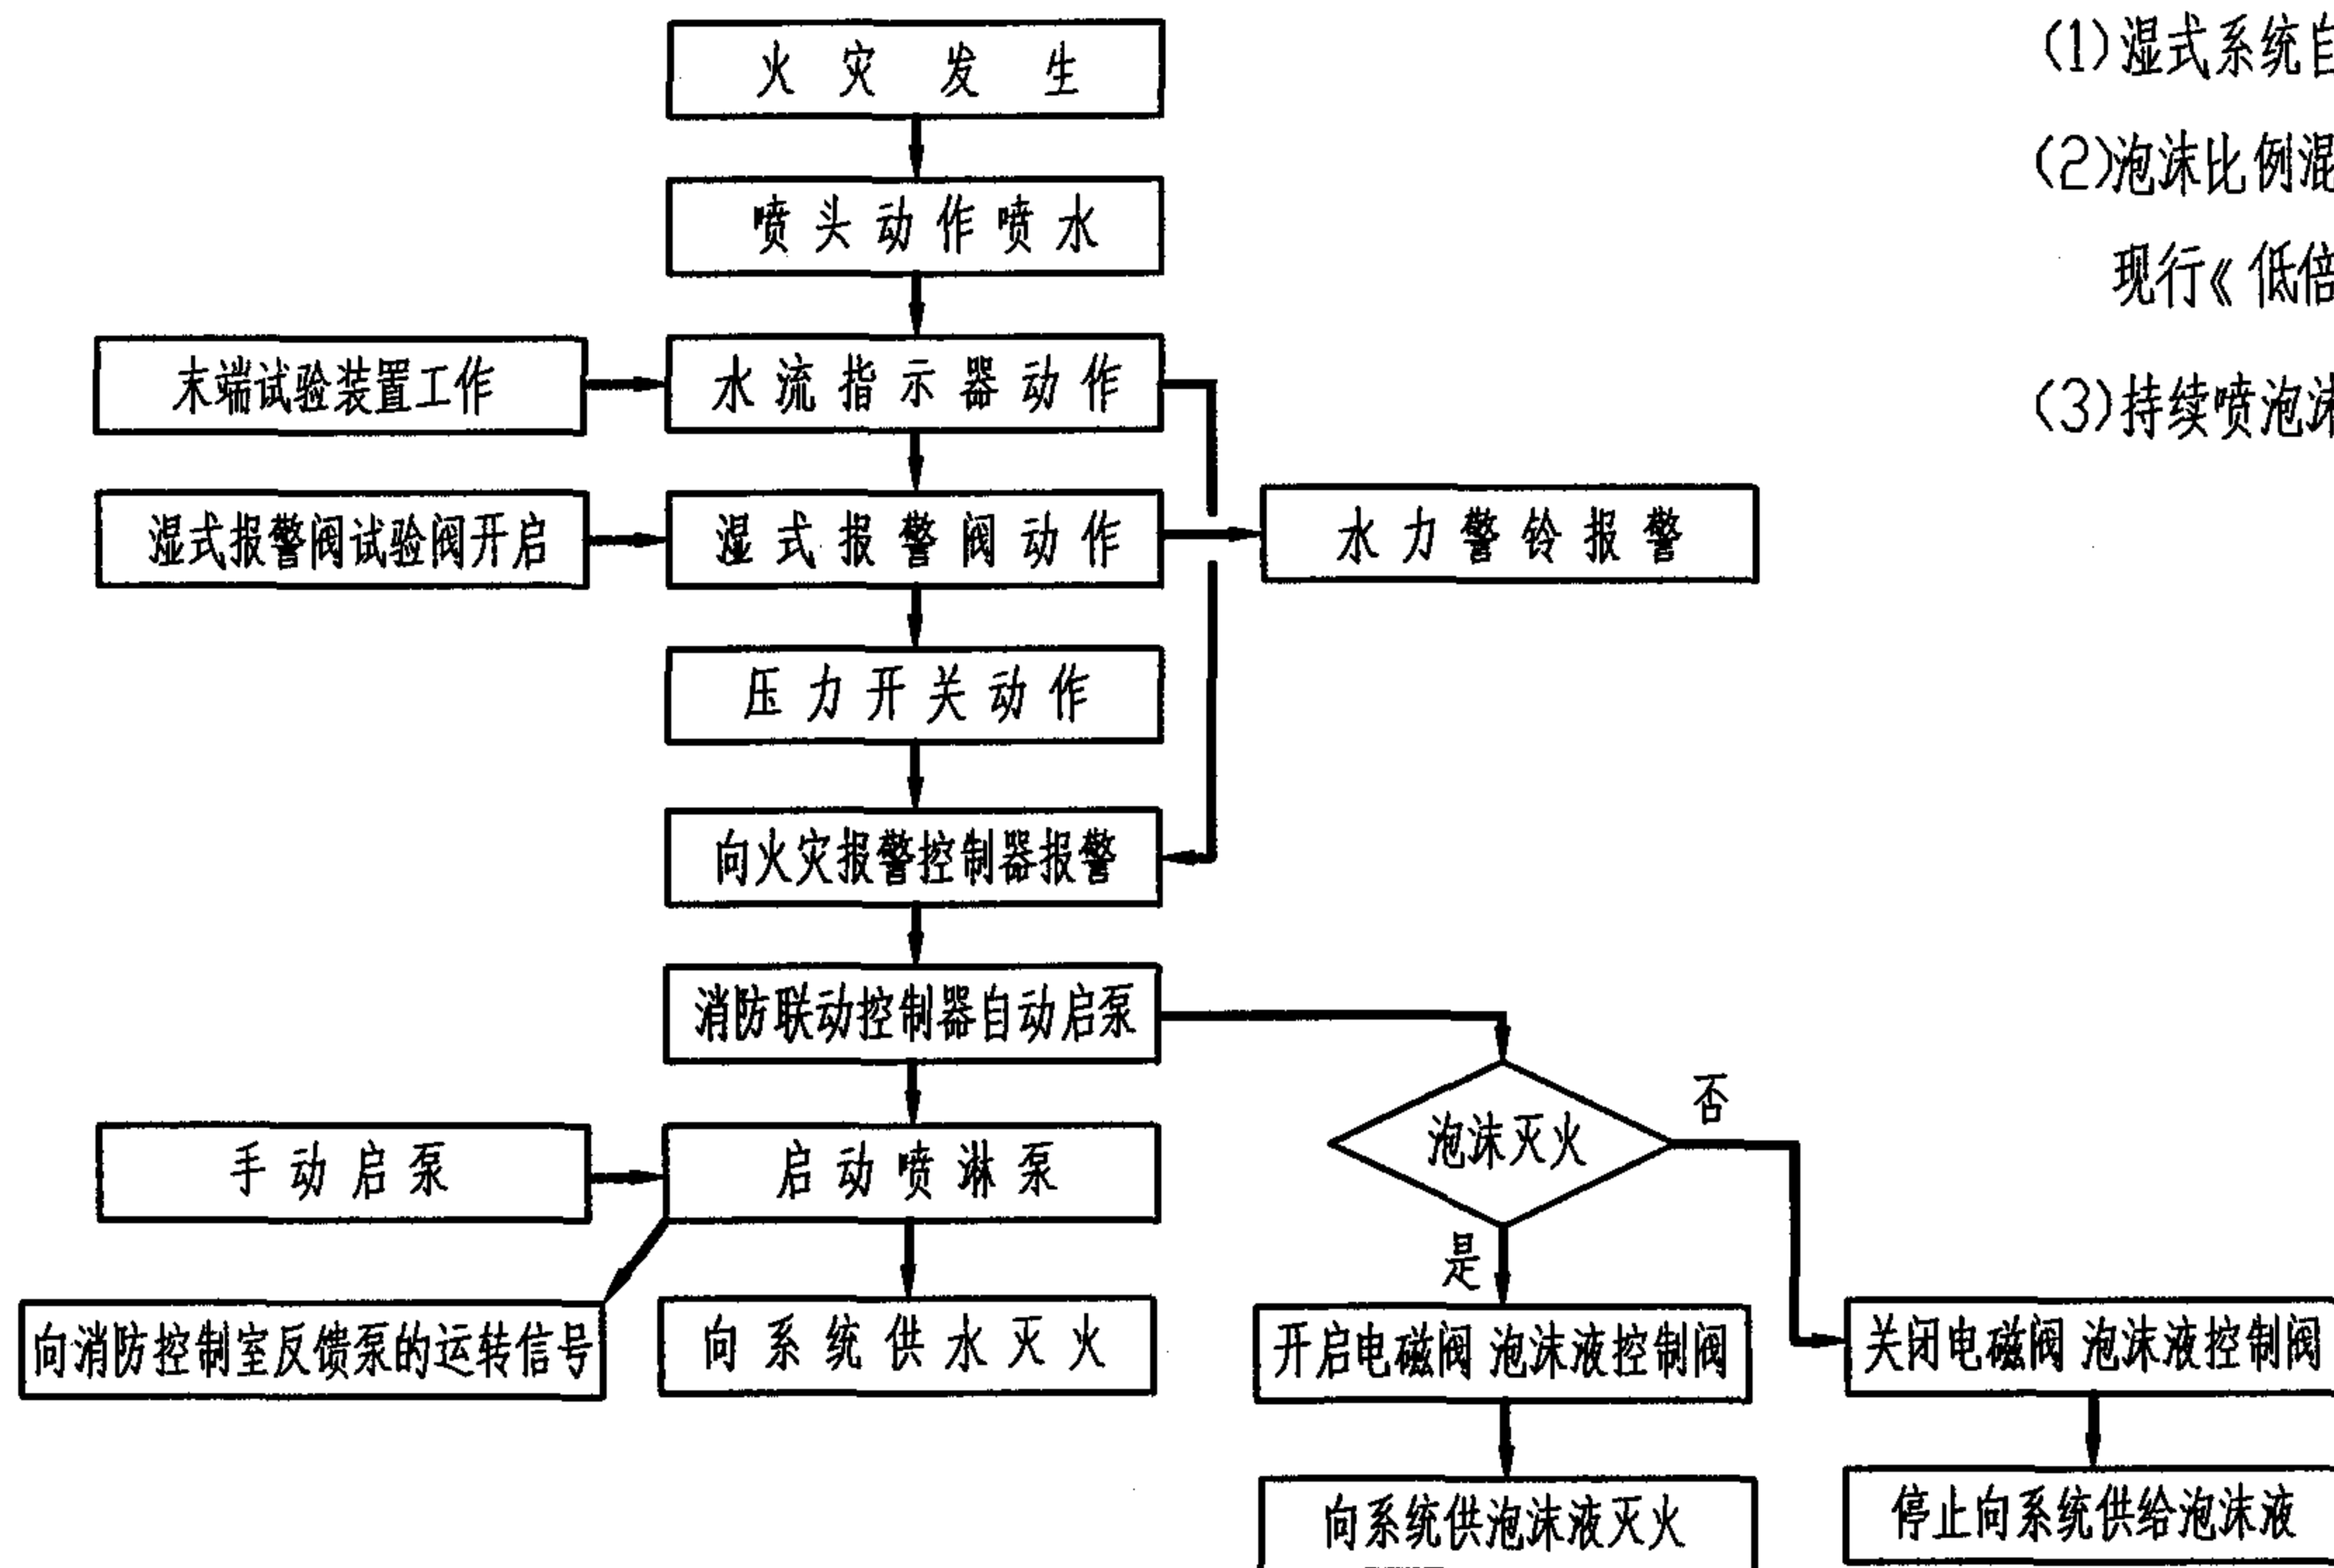 火灾发生
喷头动作喷水
末端试验装置工作
水流指示器动作
湿式报警阀试验阀开启
湿式报警阀动作
水力警铃报警
压力开关动作
向火灾报警控制器报警
消防联动控制器自动启泵
泡沫灭火
否
是
手动启泵
启动喷淋泵
向消防控制室反馈泵的运转信号
向系统供水灭火
开启电磁阀 泡沫液控制阀
关闭电磁阀 泡沫液控制阀
向系统供泡沫液灭火
停止向系统供给泡沫液
(1)湿式系统自
(2)泡沫比例混
现行《低倍
(3)持续喷泡沫